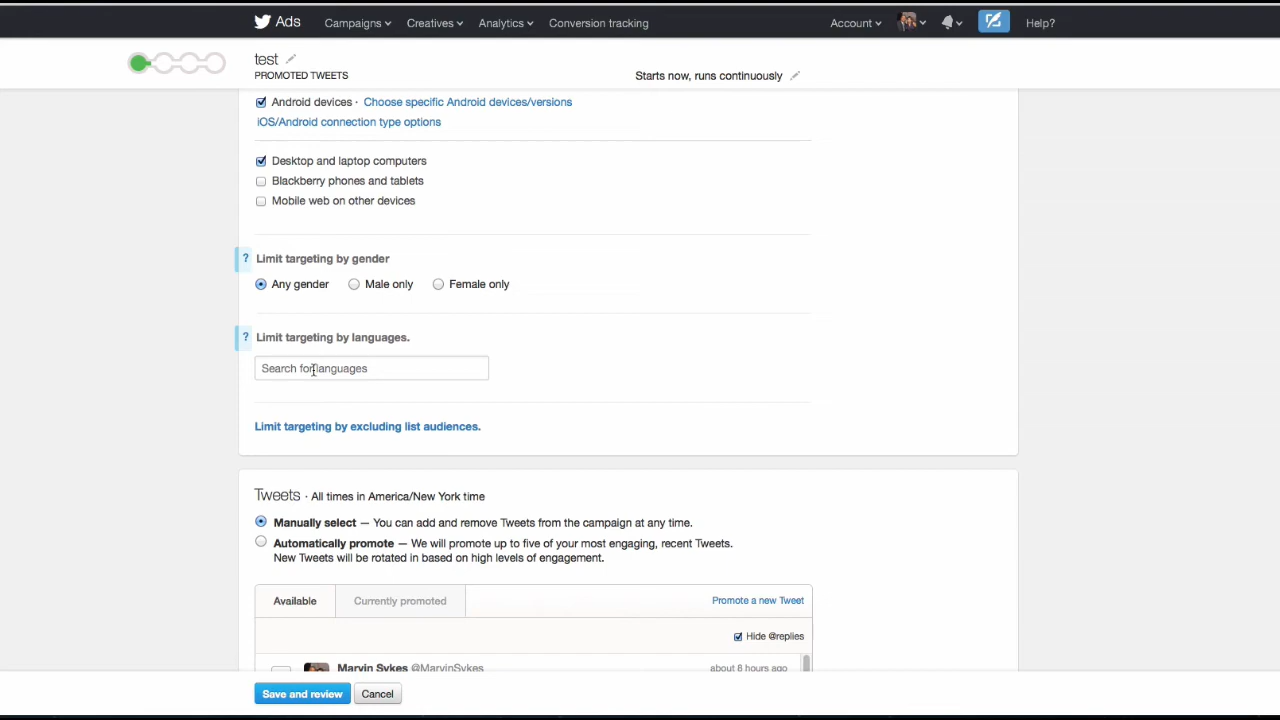 Ads Campaigns Creatives Analytics Conversion tracking Account Help?
test
PROMOTED TWEETS
Starts now, runs continuously
Android devices · Choose specific Android devices/versions
iOS/Android connection type options
Desktop and laptop computers
Blackberry phones and tablets
Mobile web on other devices
? Limit targeting by gender
Any gender Male only Female only
? Limit targeting by languages.
Search for languages
Limit targeting by excluding list audiences.
Tweets · All times in America/New York time
Manually select — You can add and remove Tweets from the campaign at any time.
Automatically promote — We will promote up to five of your most engaging, recent Tweets.
New Tweets will be rotated in based on high levels of engagement.
Available Currently promoted Promote a new Tweet
Hide @replies
Marvin Sykes @MarvinSykes about 8 hours ago
Save and review Cancel